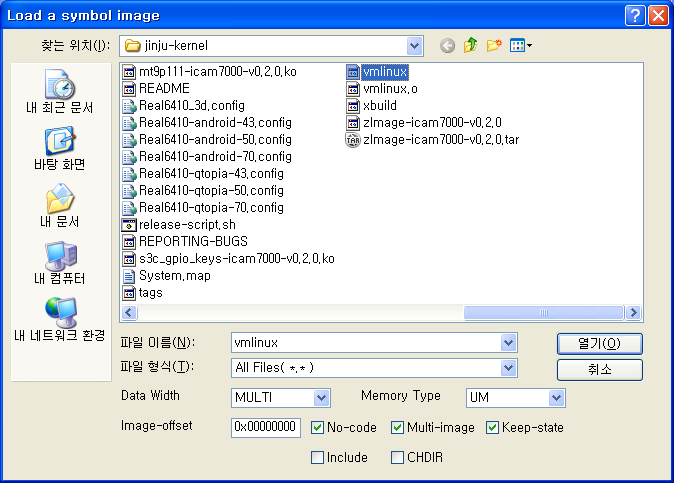 Load a symbol image
찾는 위치(I):
jinju-kernel
내 최근 문서
바탕 화면
내 문서
내 컴퓨터
내 네트워크 환경
mt9p111-icam7000-v0,2,0,ko
README
Real6410_3d,config
Real6410-android-43,config
Real6410-android-50,config
Real6410-android-70,config
Real6410-qtopia-43,config
Real6410-qtopia-50,config
Real6410-qtopia-70,config
release-script,sh
REPORTING-BUGS
s3c_gpio_keys-icam7000-v0,2,0,ko
System,map
tags
vmlinux
vmlinux,o
xbuild
zImage-icam7000-v0,2,0
TAR
zImage-icam7000-v0,2,0,tar
파일 이름(N):
vmlinux
열기(O)
파일 형식(T):
All Files( *,* )
취소
Data Width
MULTI
Memory Type
UM
Image-offset
0x00000000
No-code
Multi-image
Keep-state
Include
CHDIR